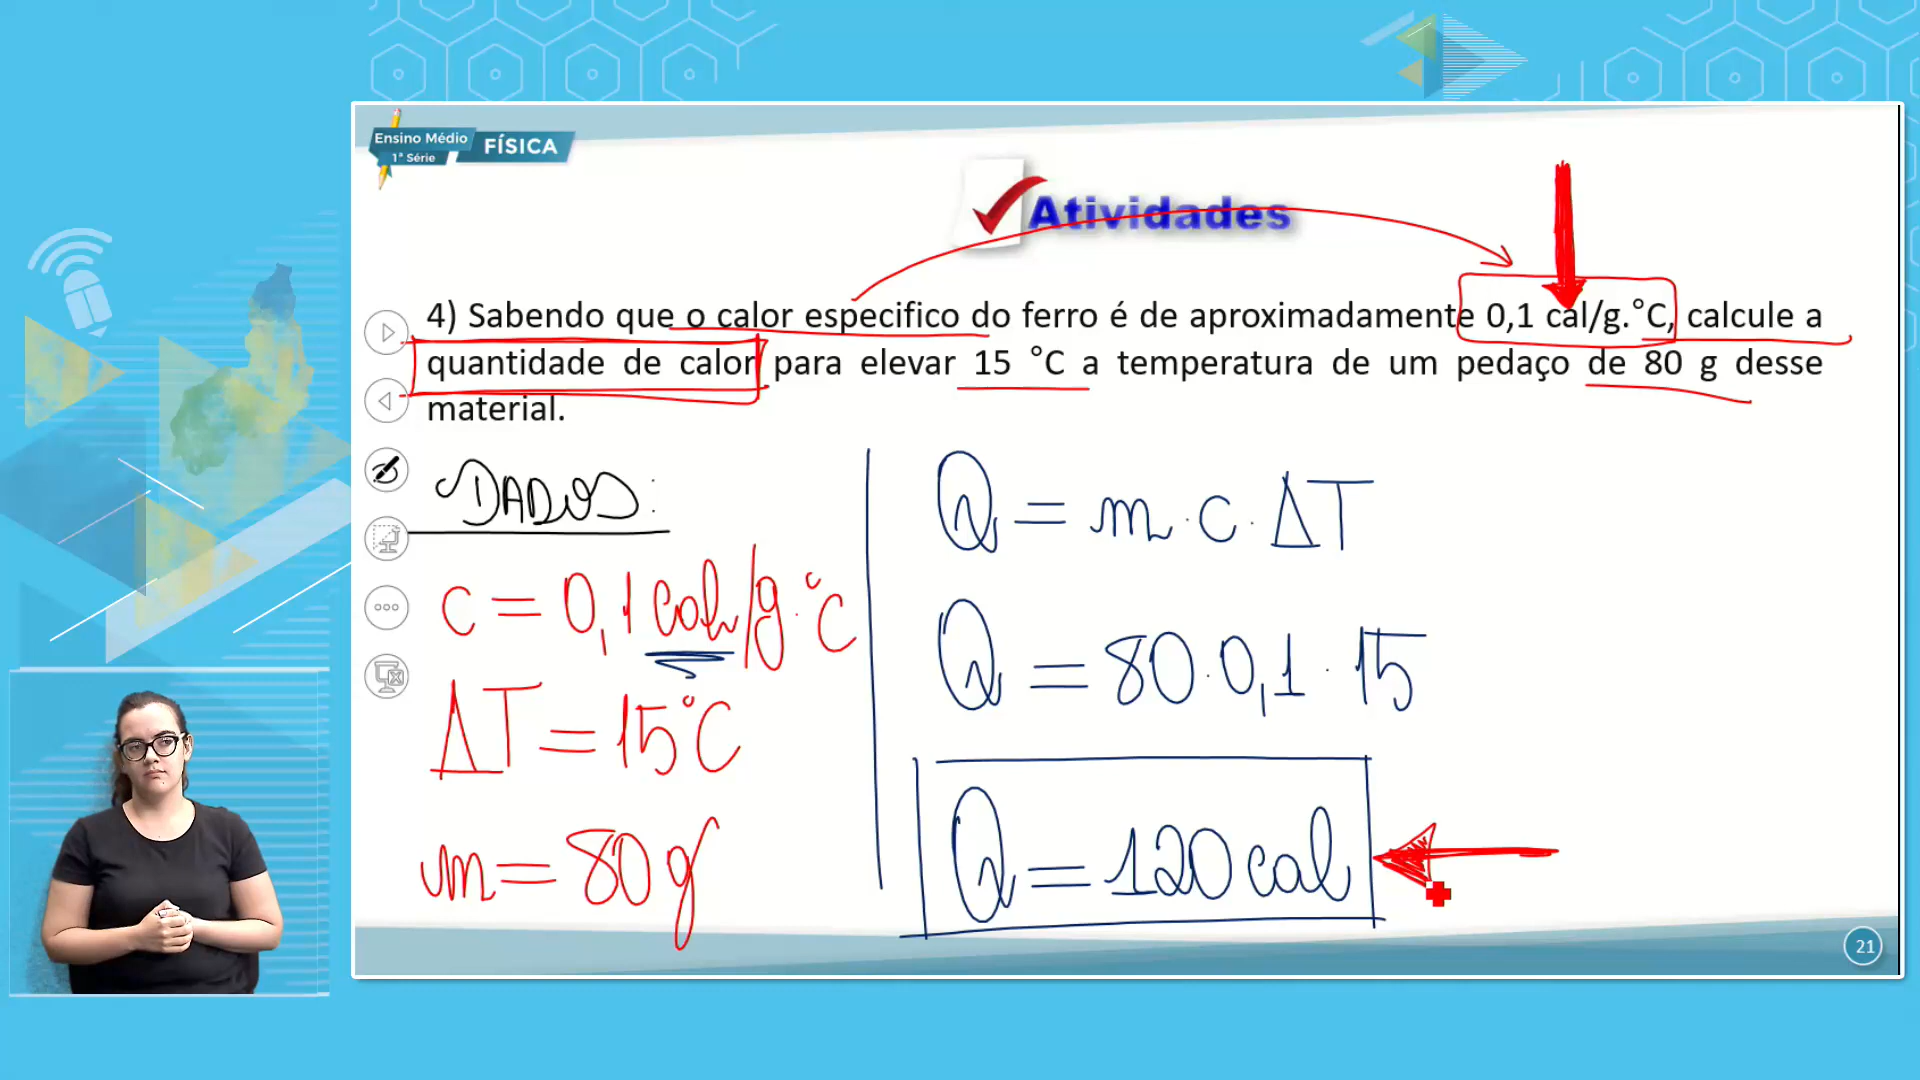 Ensino Médio
1ª Série
FÍSICA
Atividades
4) Sabendo que o calor especifico do ferro é de aproximadamente 0,1 cal/g.°C, calcule a
quantidade de calor para elevar 15 °C a temperatura de um pedaço de 80 g desse
material.
DADOS:
c = 0,1 cal/g.°C
ΔT = 15°C
m = 80g
Q = m · c · ΔT
Q = 80 · 0,1 · 15
Q = 120 cal
21